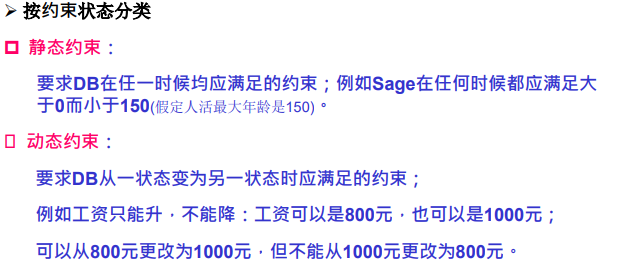 ➢ 按约束状态分类
静态约束：
要求DB在任一时候均应满足的约束；例如Sage在任何时候都应满足大
于0而小于150(假定人活最大年龄是150)。
动态约束：
要求DB从一状态变为另一状态时应满足的约束；
例如工资只能升，不能降：工资可以是800元，也可以是1000元；
可以从800元更改为1000元，但不能从1000元更改为800元。